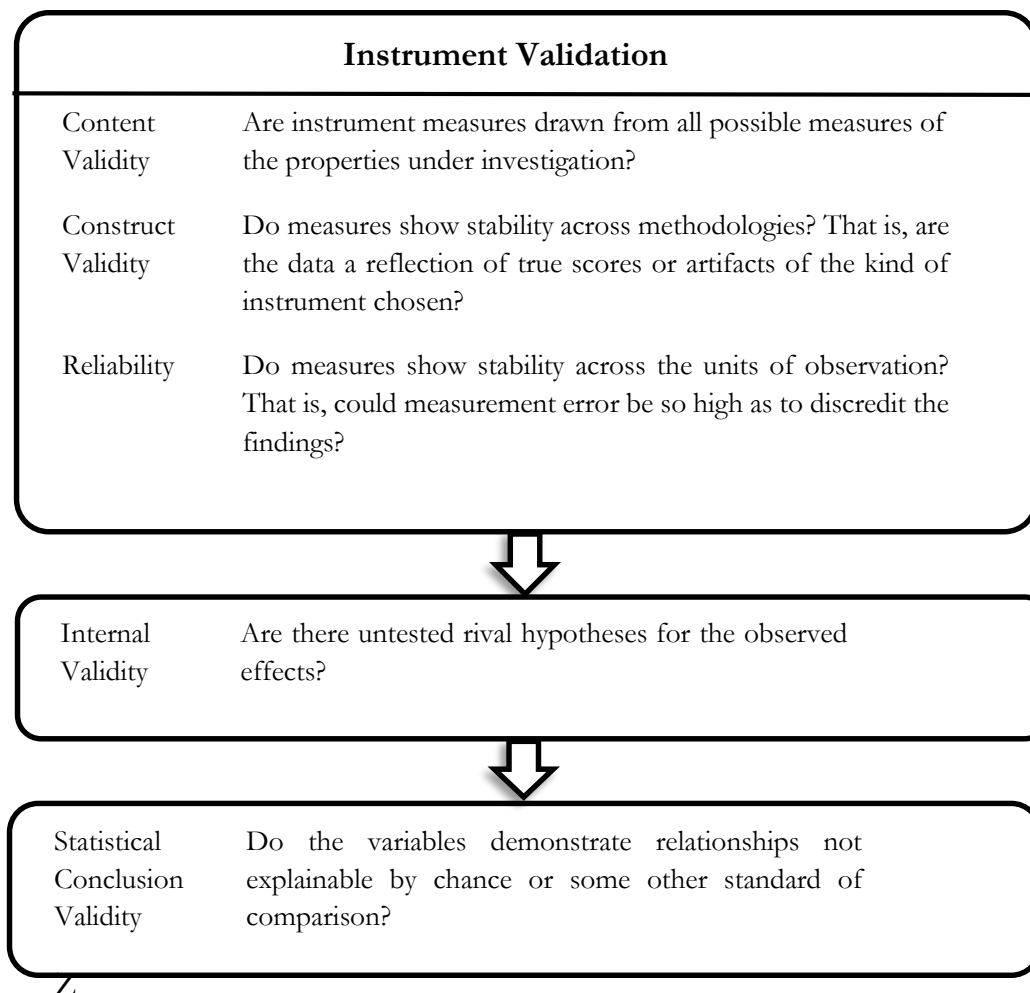 Instrument Validation
Content Are instrument measures drawn from all possible measures of
Validity the properties under investigation?
Construct Do measures show stability across methodologies? That is, are
Validity the data a reflection of true scores or artifacts of the kind of
instrument chosen?
Reliability Do measures show stability across the units of observation?
That is, could measurement error be so high as to discredit the
findings?
Internal Are there untested rival hypotheses for the observed
Validity effects?
Statistical Do the variables demonstrate relationships not
Conclusion explainable by chance or some other standard of
Validity comparison?